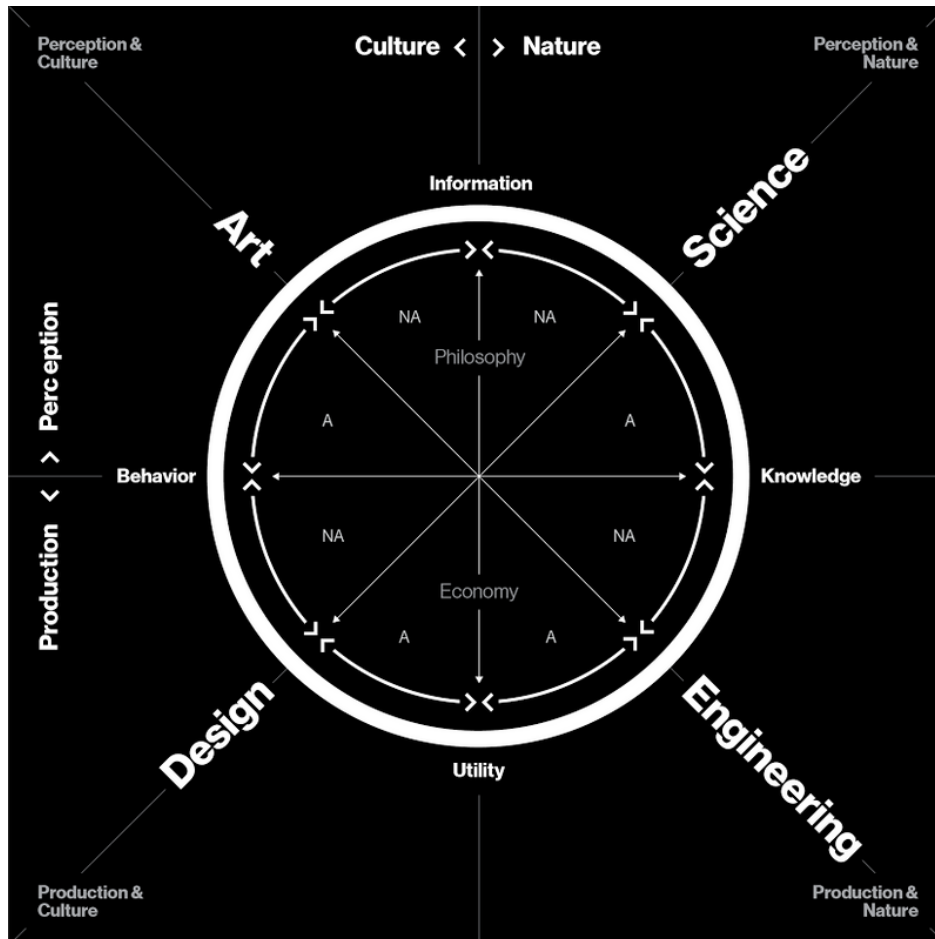 Perception &
Culture
Culture < > Nature
Perception &
Nature
Information
Art
Science
NA
NA
Philosophy
A
A
Production < > Perception
Behavior
Knowledge
NA
NA
Economy
A
A
Design
Engineering
Utility
Production &
Culture
Production &
Nature